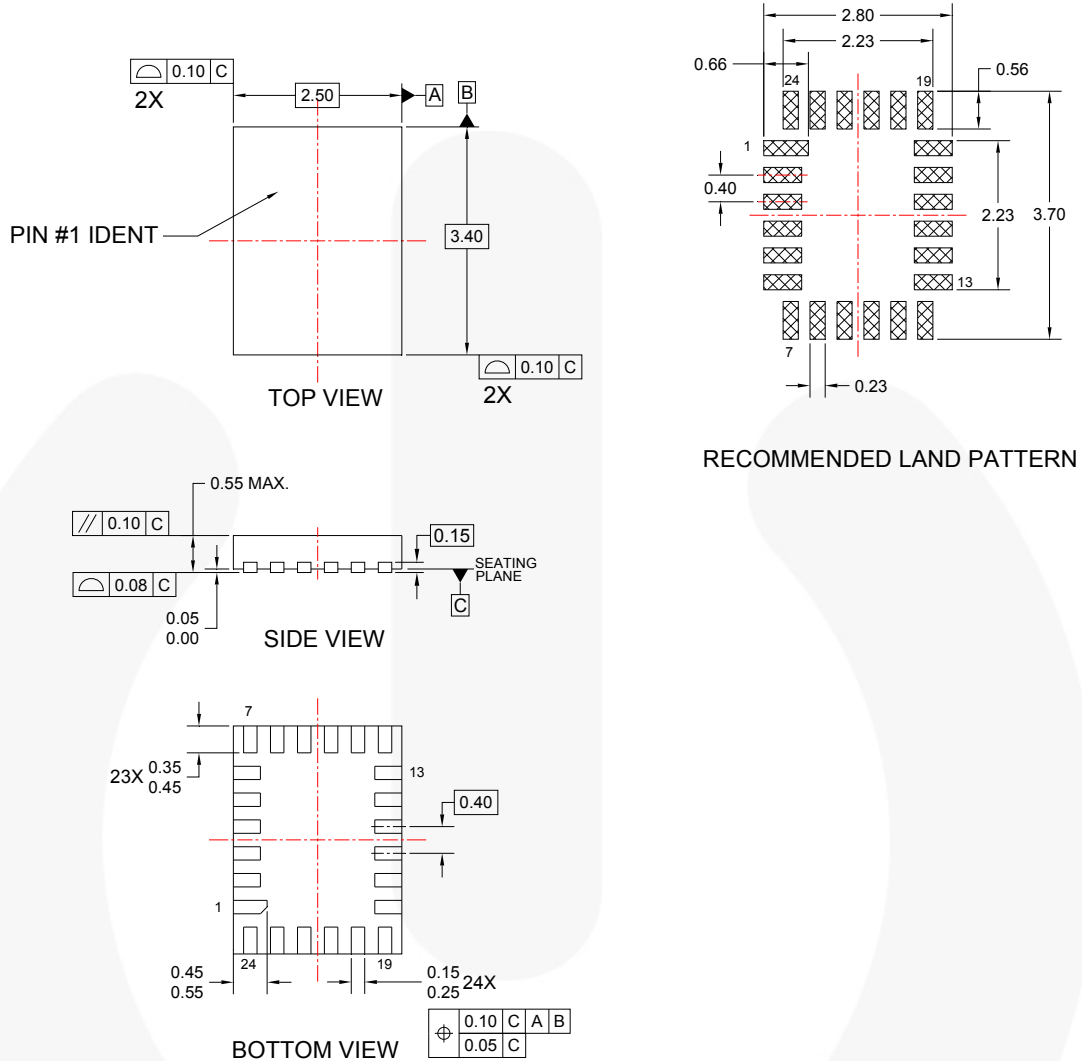 0.10 C
2X
2.50
A
B
PIN #1 IDENT
3.40
0.10 C
2X
TOP VIEW
2.80
2.23
0.66
24
19
0.56
1
0.40
2.23
3.70
13
7
0.23
RECOMMENDED LAND PATTERN
0.55 MAX.
// 0.10 C
0.15
SEATING
PLANE
0.08 C
C
0.05
0.00
SIDE VIEW
7
23X 0.35
0.45
13
0.40
1
24
19
0.45
0.55
0.15
0.25
24X
0.10 C A B
0.05 C
BOTTOM VIEW